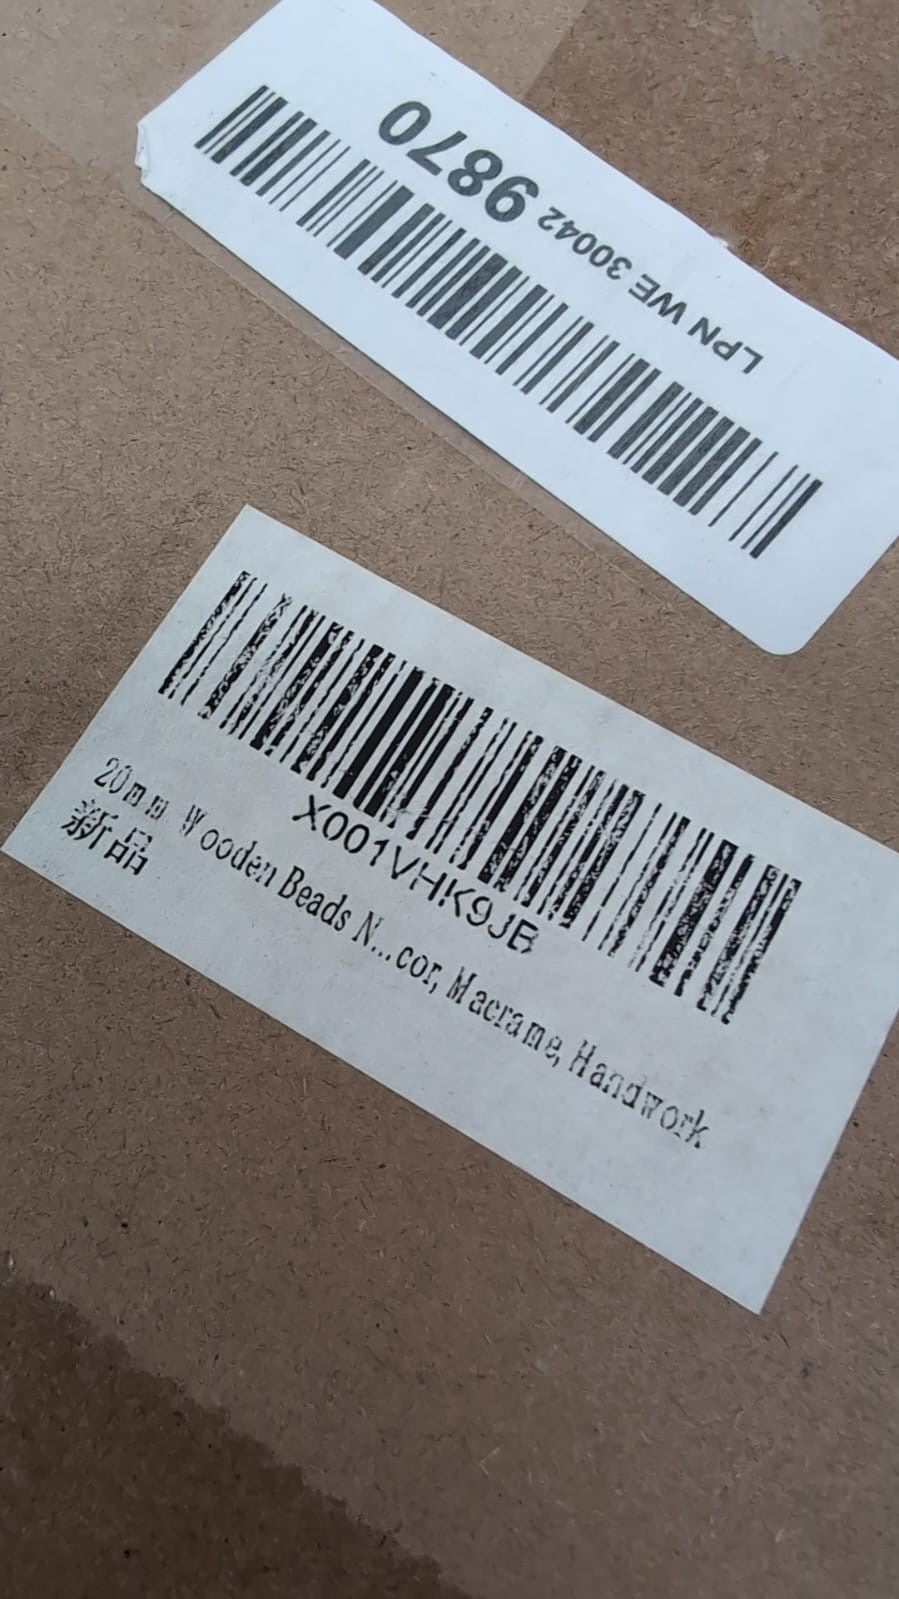 LPN WE 30042 9870
X001VHK9JB
20mm Wooden Beads N...cor, Macrame, Handwork
新品